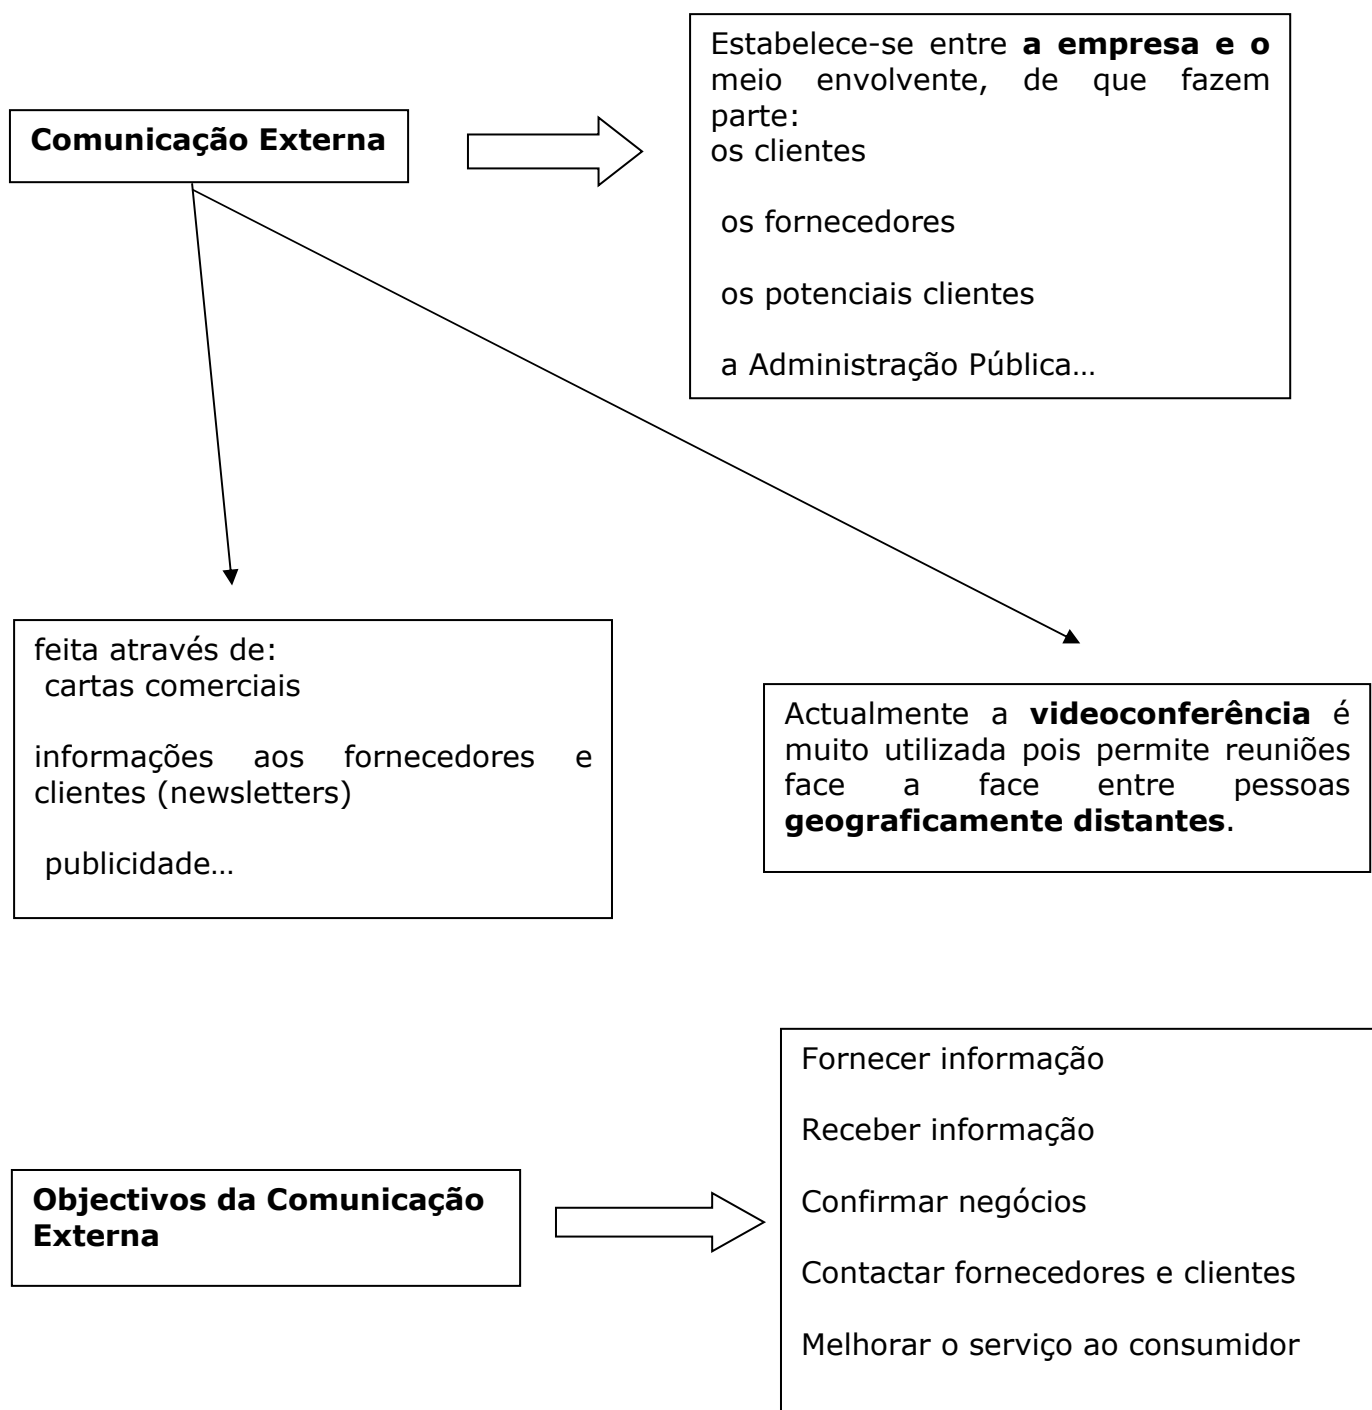 Comunicação Externa
Estabelece-se entre a empresa e o
meio envolvente, de que fazem
parte:
os clientes
os fornecedores
os potenciais clientes
a Administração Pública…
feita através de:
cartas comerciais
informações aos fornecedores e
clientes (newsletters)
publicidade…
Actualmente a videoconferência é
muito utilizada pois permite reuniões
face a face entre pessoas
geograficamente distantes.
Objectivos da Comunicação
Externa
Fornecer informação
Receber informação
Confirmar negócios
Contactar fornecedores e clientes
Melhorar o serviço ao consumidor